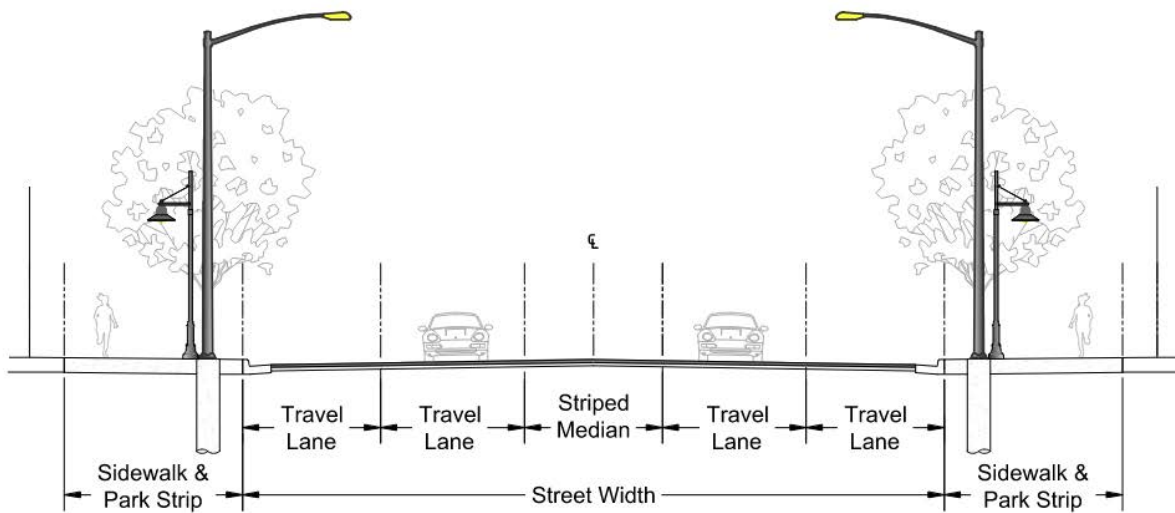 ℄
Travel
Lane
Travel
Lane
Striped
Median
Travel
Lane
Travel
Lane
Sidewalk &
Park Strip
Street Width
Sidewalk &
Park Strip